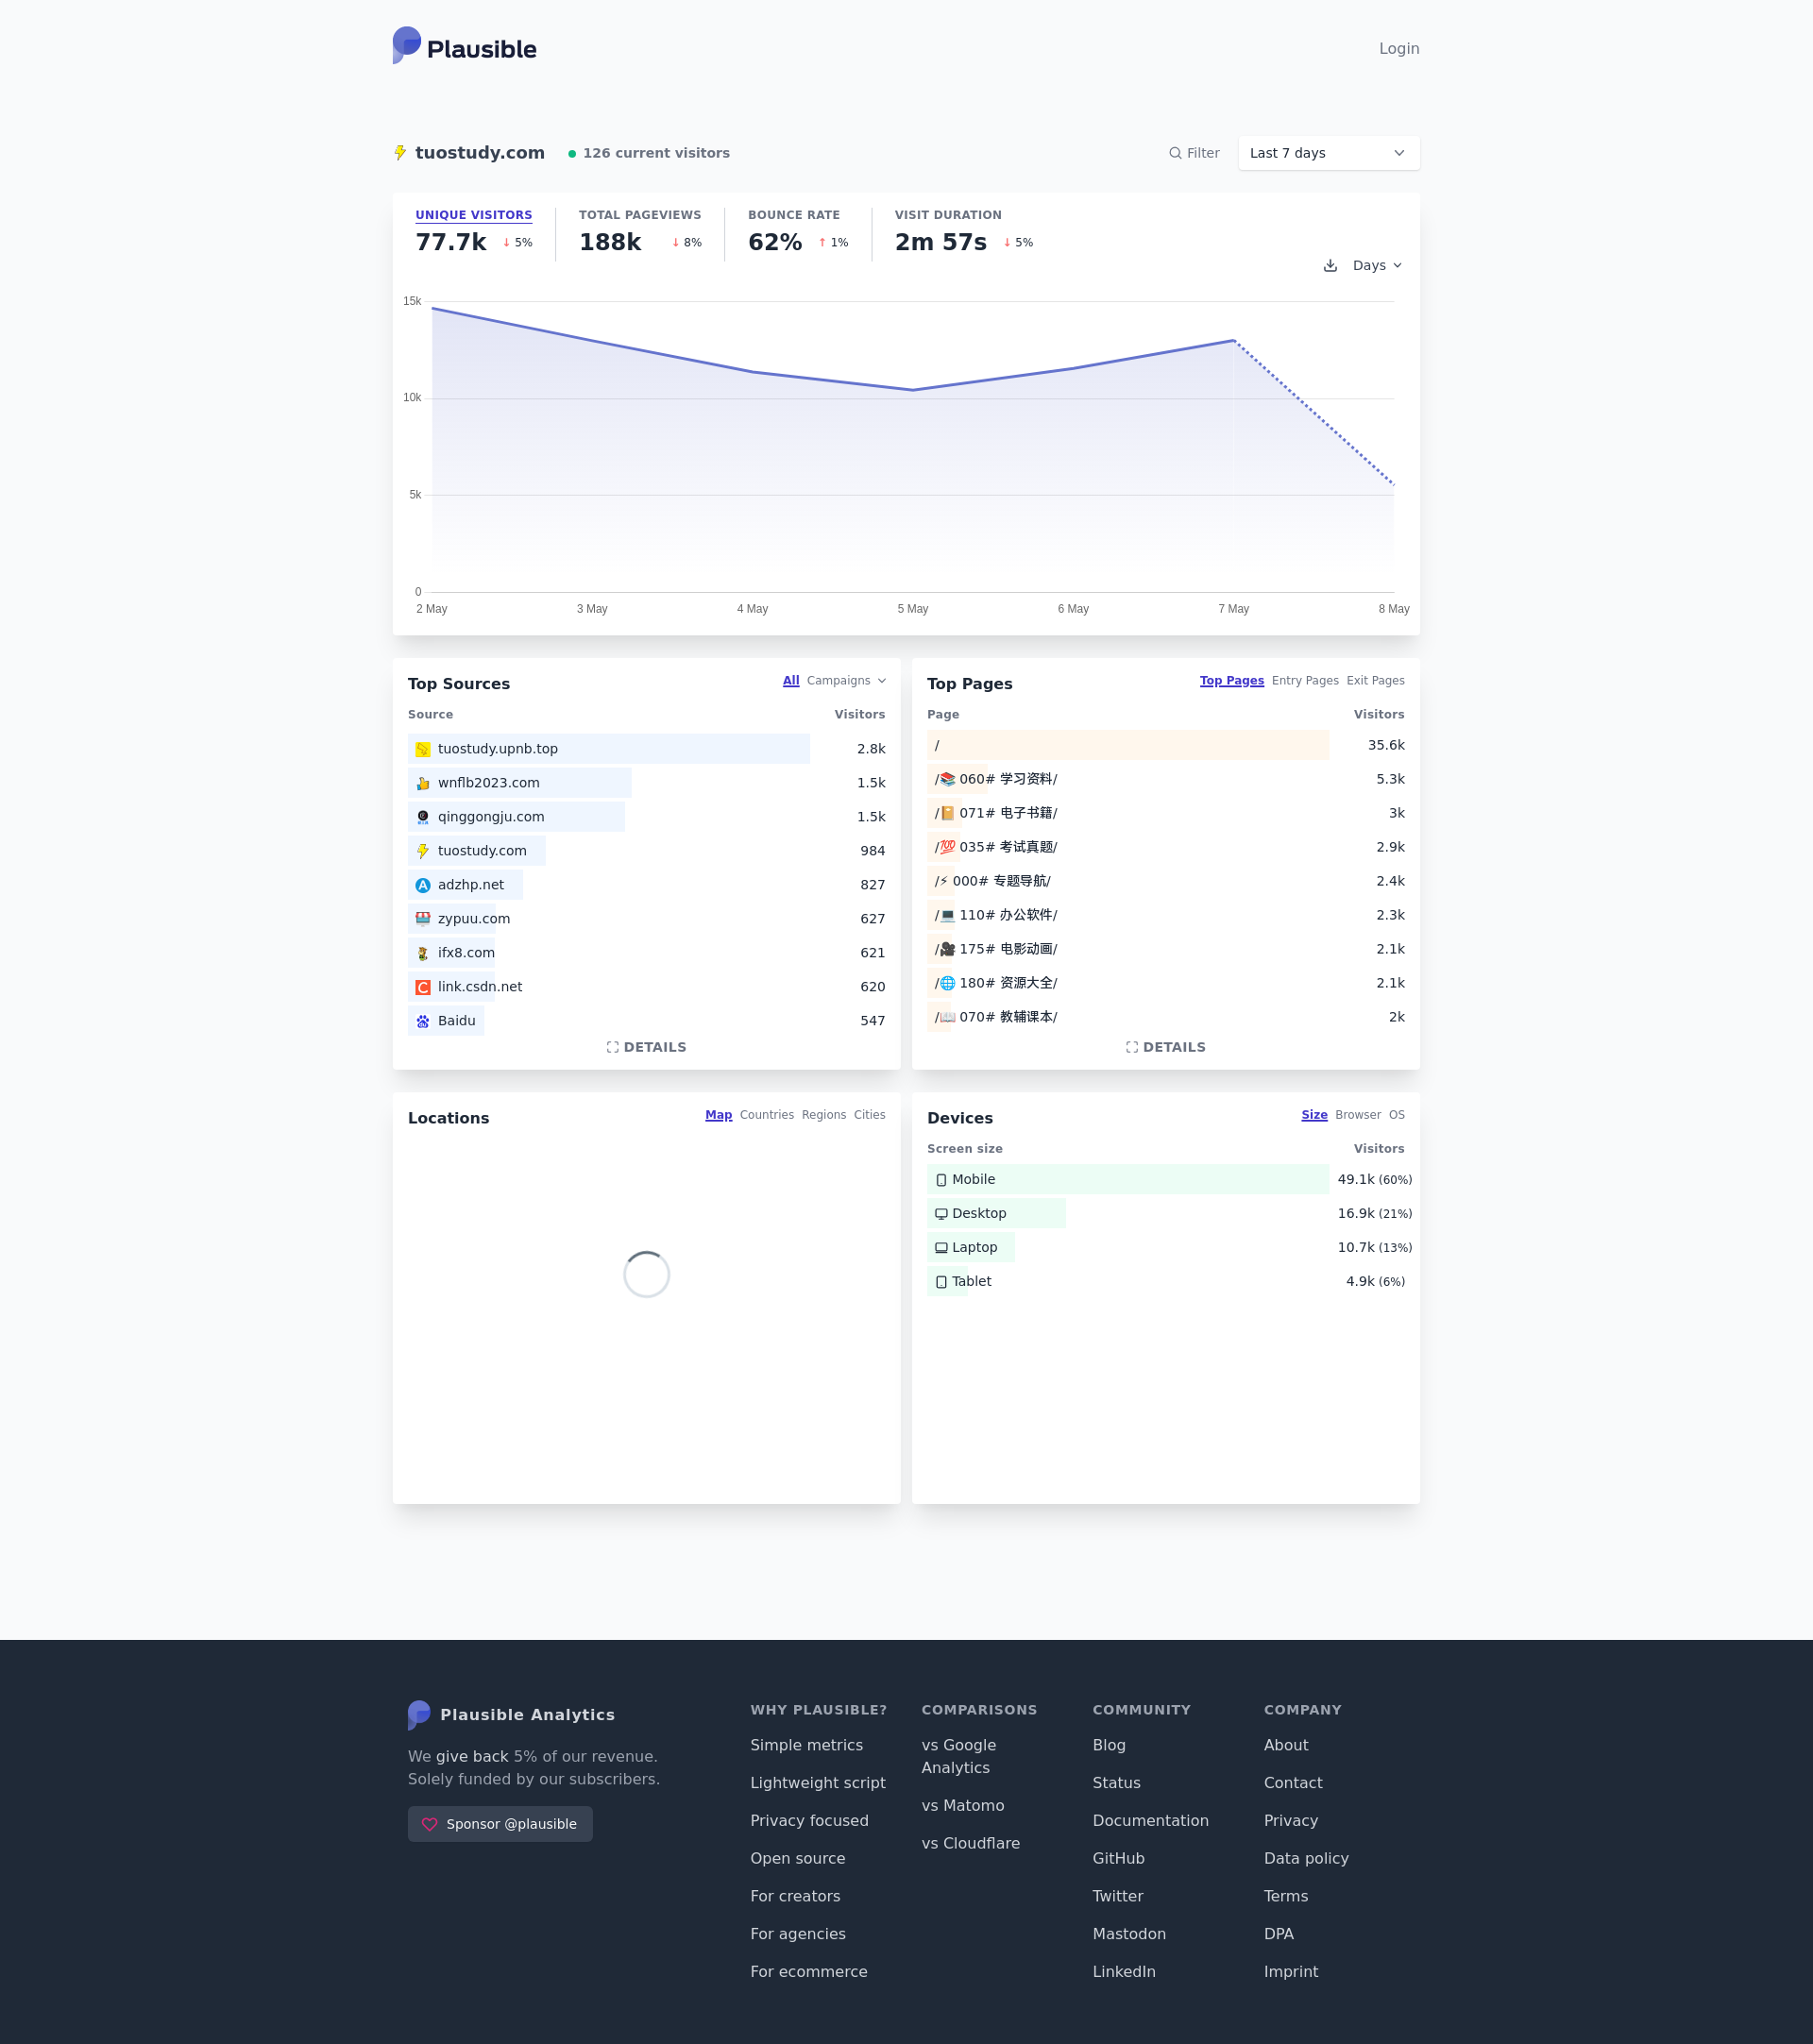 Plausible
Login
tuostudy.com 126 current visitors Filter Last 7 days
UNIQUE VISITORS TOTAL PAGEVIEWS BOUNCE RATE VISIT DURATION
77.7k ↓ 5% 188k ↓ 8% 62% ↑ 1% 2m 57s ↓ 5%
Days
15k
10k
5k
0
2 May 3 May 4 May 5 May 6 May 7 May 8 May
Top Sources All Campaigns
Source Visitors
tuostudy.upnb.top 2.8k
wnflb2023.com 1.5k
qinggongju.com 1.5k
tuostudy.com 984
adzhp.net 827
zypuu.com 627
ifx8.com 621
link.csdn.net 620
Baidu 547
DETAILS
Top Pages Top Pages Entry Pages Exit Pages
Page Visitors
/ 35.6k
/📚 060# 学习资料/ 5.3k
/📔 071# 电子书籍/ 3k
/💯 035# 考试真题/ 2.9k
/⚡ 000# 专题导航/ 2.4k
/💻 110# 办公软件/ 2.3k
/🎥 175# 电影动画/ 2.1k
/🌐 180# 资源大全/ 2.1k
/📖 070# 教辅课本/ 2k
DETAILS
Locations Map Countries Regions Cities
Devices Size Browser OS
Screen size Visitors
Mobile 49.1k (60%)
Desktop 16.9k (21%)
Laptop 10.7k (13%)
Tablet 4.9k (6%)
Plausible Analytics
We give back 5% of our revenue.
Solely funded by our subscribers.
Sponsor @plausible
WHY PLAUSIBLE?
Simple metrics
Lightweight script
Privacy focused
Open source
For creators
For agencies
For ecommerce
COMPARISONS
vs Google
Analytics
vs Matomo
vs Cloudflare
COMMUNITY
Blog
Status
Documentation
GitHub
Twitter
Mastodon
LinkedIn
COMPANY
About
Contact
Privacy
Data policy
Terms
DPA
Imprint